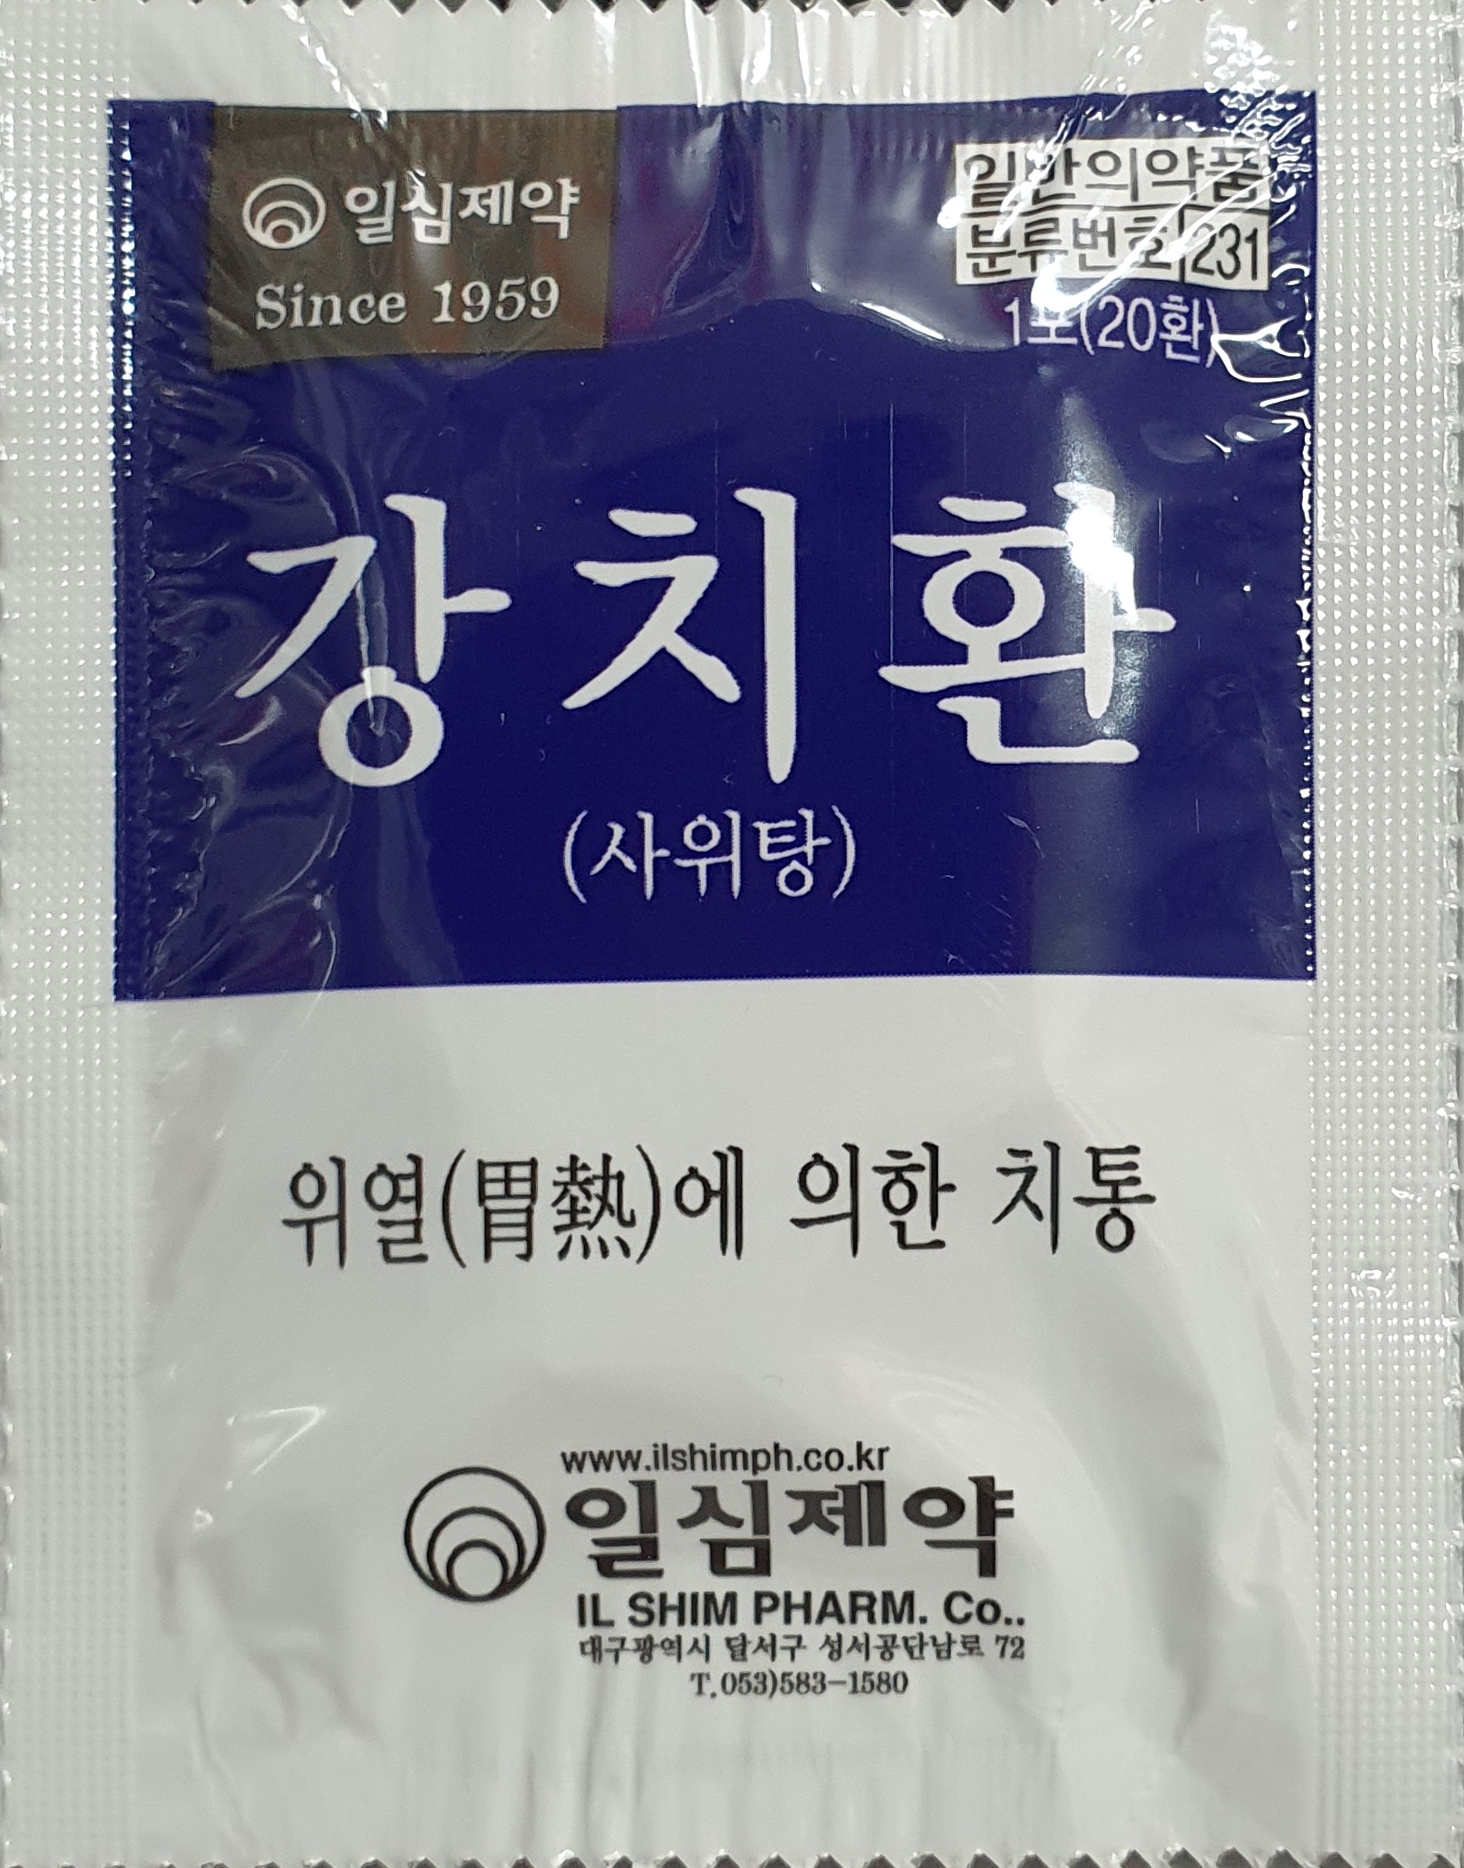 일심제약
Since 1959
일반의약품
분류번호 231
1포(20환)
강치환
(사위탕)
위열(胃熱)에 의한 치통
www.ilshimph.co.kr
일심제약
IL SHIM PHARM. Co..
대구광역시 달서구 성서공단남로 72
T.053)583-1580